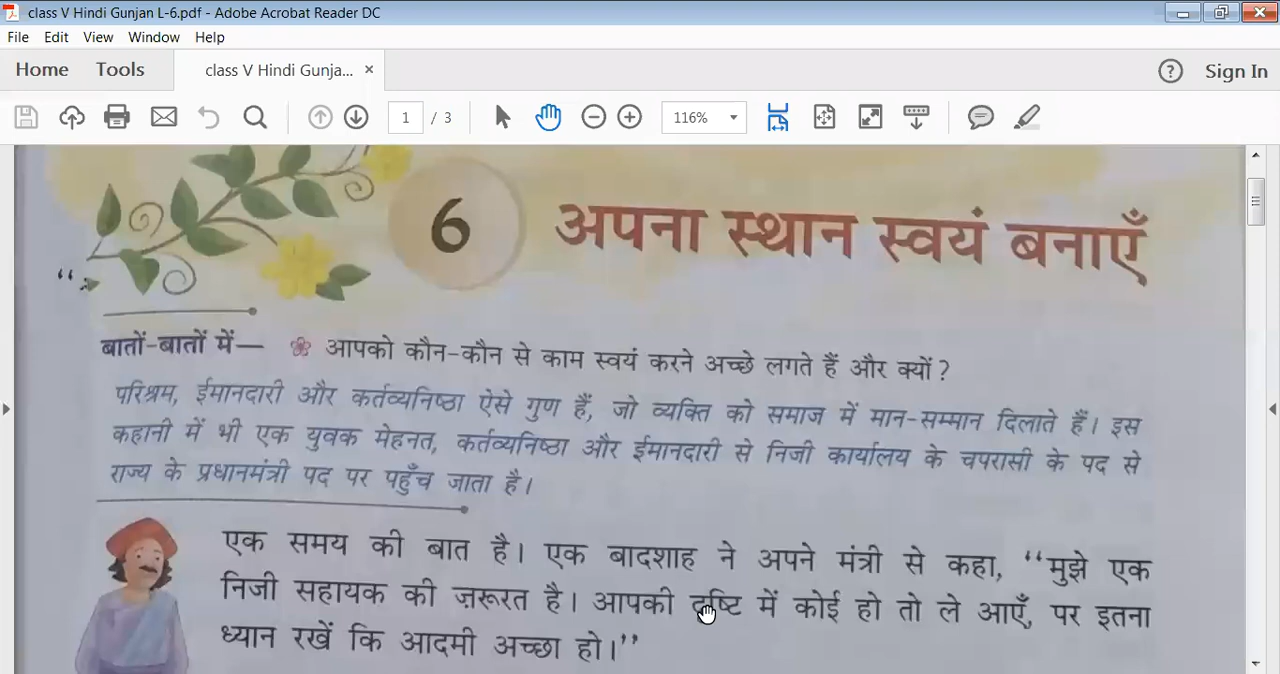 class V Hindi Gunjan L-6.pdf - Adobe Acrobat Reader DC
File Edit View Window Help
Home Tools class V Hindi Gunja... × Sign In
1 / 3 116%
6 अपना स्थान स्वयं बनाएँ
बातों-बातों में— आपको कौन-कौन से काम स्वयं करने अच्छे लगते हैं और क्यों?
परिश्रम, ईमानदारी और कर्तव्यनिष्ठा ऐसे गुण हैं, जो व्यक्ति को समाज में मान-सम्मान दिलाते हैं। इस
कहानी में भी एक युवक मेहनत, कर्तव्यनिष्ठा और ईमानदारी से निजी कार्यालय के चपरासी के पद से
राज्य के प्रधानमंत्री पद पर पहुँच जाता है।
एक समय की बात है। एक बादशाह ने अपने मंत्री से कहा, “मुझे एक
निजी सहायक की ज़रूरत है। आपकी दृष्टि में कोई हो तो ले आएँ, पर इतना
ध्यान रखें कि आदमी अच्छा हो।”